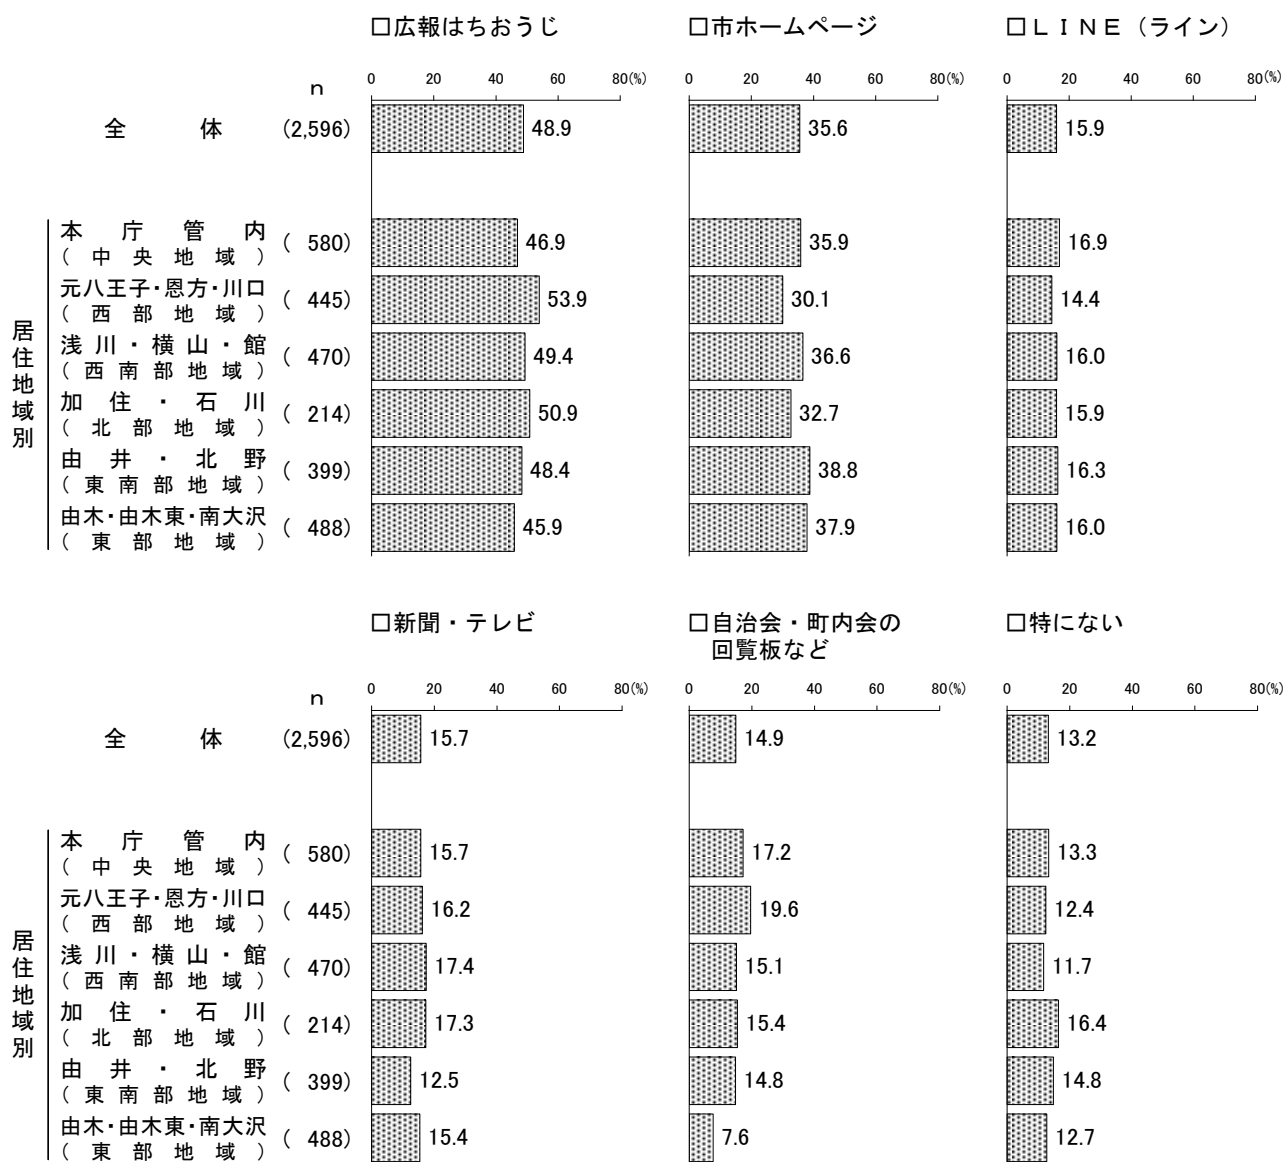 □広報はちおうじ □市ホームページ □ＬＩＮＥ（ライン）
0 20 40 60 80(%) 0 20 40 60 80(%) 0 20 40 60 80(%)
n
全体 (2,596) 48.9 35.6 15.9
居住地域別
本庁管内
(中央地域) (580) 46.9 35.9 16.9
元八王子・恩方・川口
(西部地域) (445) 53.9 30.1 14.4
浅川・横山・館
(西南部地域) (470) 49.4 36.6 16.0
加住・石川
(北部地域) (214) 50.9 32.7 15.9
由井・北野
(東南部地域) (399) 48.4 38.8 16.3
由木・由木東・南大沢
(東部地域) (488) 45.9 37.9 16.0
□新聞・テレビ □自治会・町内会の □特にない
回覧板など
0 20 40 60 80(%) 0 20 40 60 80(%) 0 20 40 60 80(%)
n
全体 (2,596) 15.7 14.9 13.2
居住地域別
本庁管内
(中央地域) (580) 15.7 17.2 13.3
元八王子・恩方・川口
(西部地域) (445) 16.2 19.6 12.4
浅川・横山・館
(西南部地域) (470) 17.4 15.1 11.7
加住・石川
(北部地域) (214) 17.3 15.4 16.4
由井・北野
(東南部地域) (399) 12.5 14.8 14.8
由木・由木東・南大沢
(東部地域) (488) 15.4 7.6 12.7